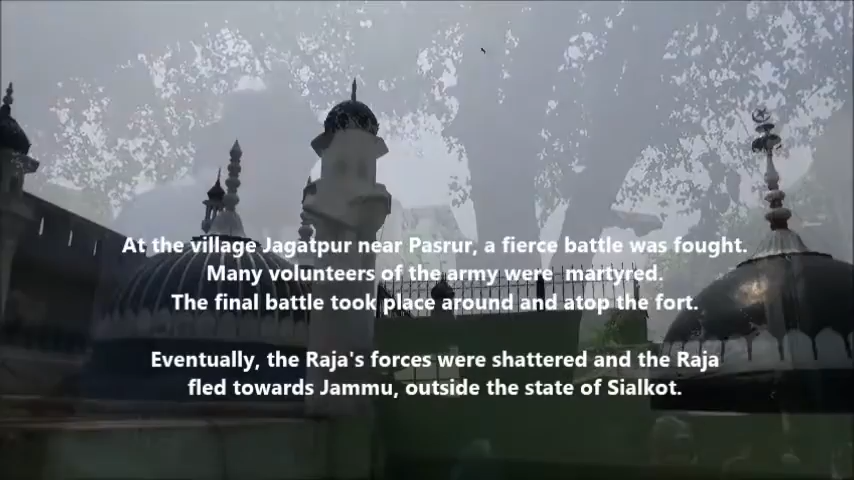 At the village Jagatpur near Pasrur, a fierce battle was fought.
Many volunteers of the army were martyred.
The final battle took place around and atop the fort.
Eventually, the Raja's forces were shattered and the Raja
fled towards Jammu, outside the state of Sialkot.